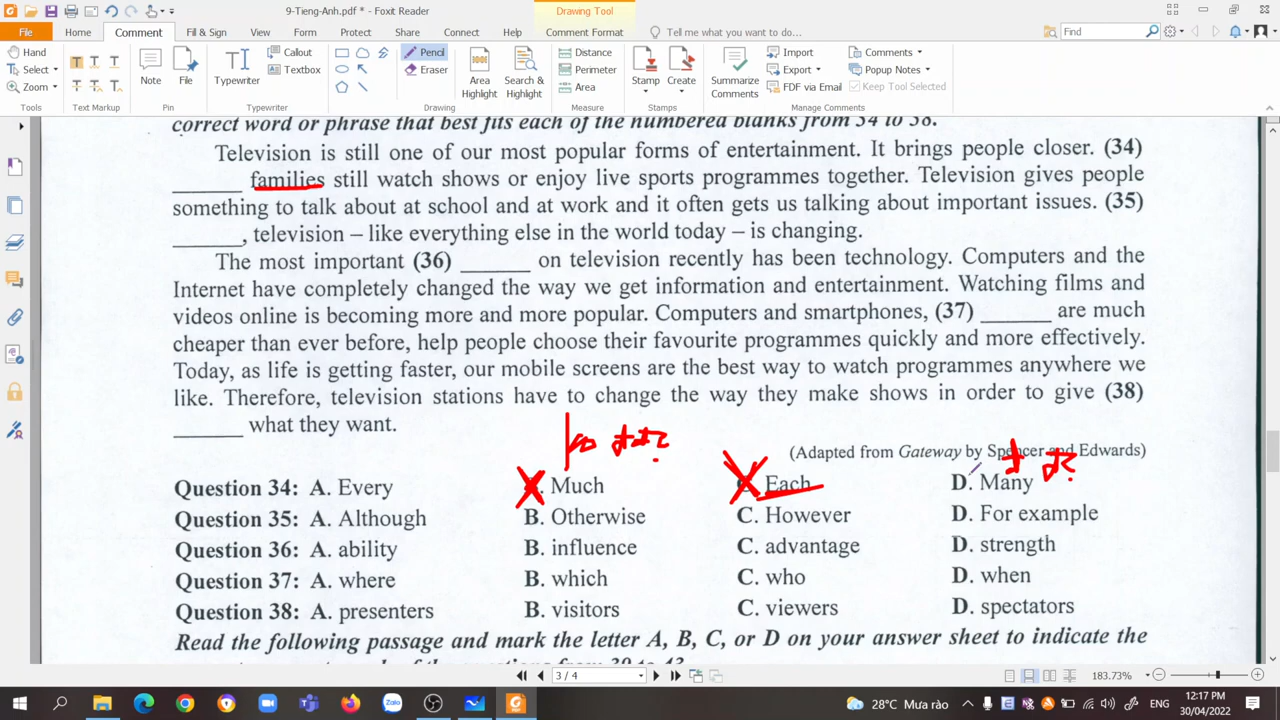 9-Tieng-Anh.pdf * - Foxit Reader
Drawing Tool
File
Home
Comment
Fill & Sign
View
Form
Protect
Share
Connect
Help
Comment Format
Tell me what you want to do...
Find
Hand
Select
Zoom
Tools
Text Markup
Note
File
Pin
Typewriter
Callout
Textbox
Typewriter
Pencil
Eraser
Drawing
Area Highlight
Search & Highlight
Distance
Perimeter
Area
Measure
Stamp
Create
Stamps
Summarize Comments
Import
Export
FDF via Email
Comments
Popup Notes
Keep Tool Selected
Manage Comments
correct word or phrase that best fits each of the numbered blanks from 34 to 38.
Television is still one of our most popular forms of entertainment. It brings people closer. (34)
______ families still watch shows or enjoy live sports programmes together. Television gives people
something to talk about at school and at work and it often gets us talking about important issues. (35)
______, television – like everything else in the world today – is changing.
The most important (36) ______ on television recently has been technology. Computers and the
Internet have completely changed the way we get information and entertainment. Watching films and
videos online is becoming more and more popular. Computers and smartphones, (37) ______ are much
cheaper than ever before, help people choose their favourite programmes quickly and more effectively.
Today, as life is getting faster, our mobile screens are the best way to watch programmes anywhere we
like. Therefore, television stations have to change the way they make shows in order to give (38)
______ what they want.
(Adapted from Gateway by Spencer and Edwards)
Question 34: A. Every Much Each D. Many
Question 35: A. Although B. Otherwise C. However D. For example
Question 36: A. ability B. influence C. advantage D. strength
Question 37: A. where B. which C. who D. when
Question 38: A. presenters B. visitors C. viewers D. spectators
Read the following passage and mark the letter A, B, C, or D on your answer sheet to indicate the
3 / 4
183.73%
Zalo
28°C Mưa rào
ENG
12:17 PM
30/04/2022